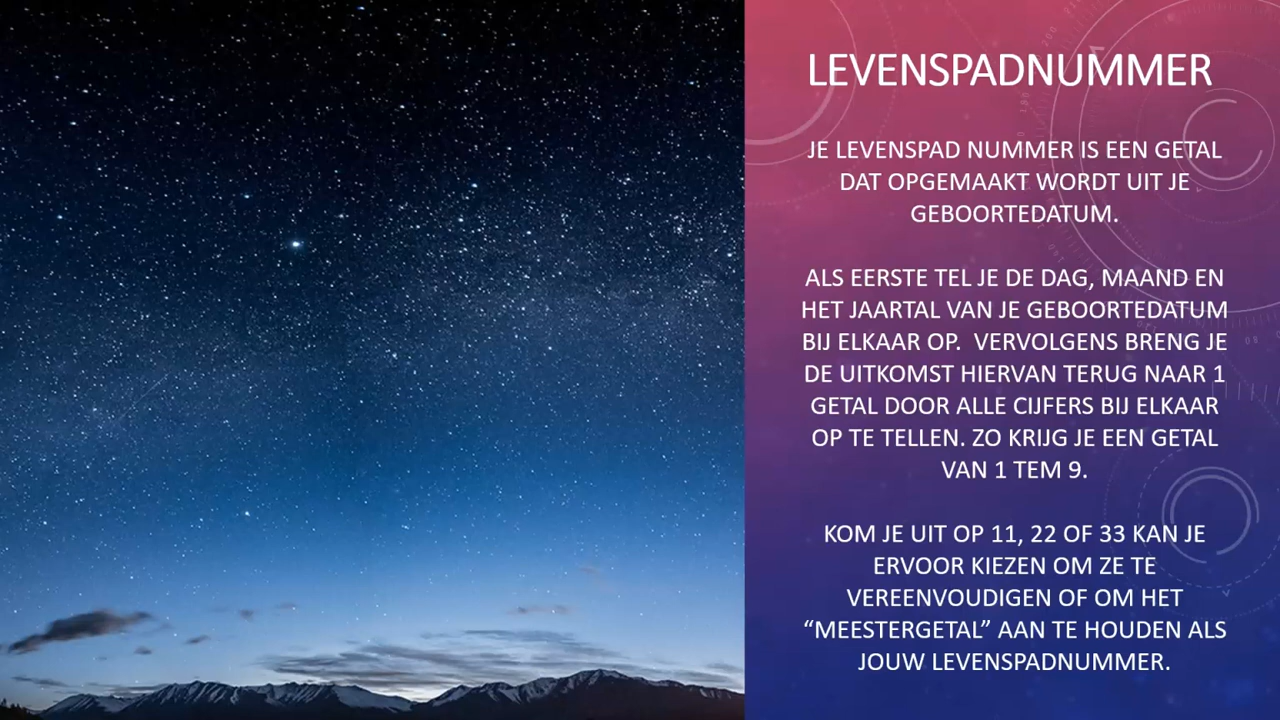 LEVENSPADNUMMER
JE LEVENSPAD NUMMER IS EEN GETAL
DAT OPGEMAAKT WORDT UIT JE
GEBOORTEDATUM.
ALS EERSTE TEL JE DE DAG, MAAND EN
HET JAARTAL VAN JE GEBOORTEDATUM
BIJ ELKAAR OP.  VERVOLGENS BRENG JE
DE UITKOMST HIERVAN TERUG NAAR 1
GETAL DOOR ALLE CIJFERS BIJ ELKAAR
OP TE TELLEN. ZO KRIJG JE EEN GETAL
VAN 1 TEM 9.
KOM JE UIT OP 11, 22 OF 33 KAN JE
ERVOOR KIEZEN OM ZE TE
VEREENVOUDIGEN OF OM HET
“MEESTERGETAL” AAN TE HOUDEN ALS
JOUW LEVENSPADNUMMER.